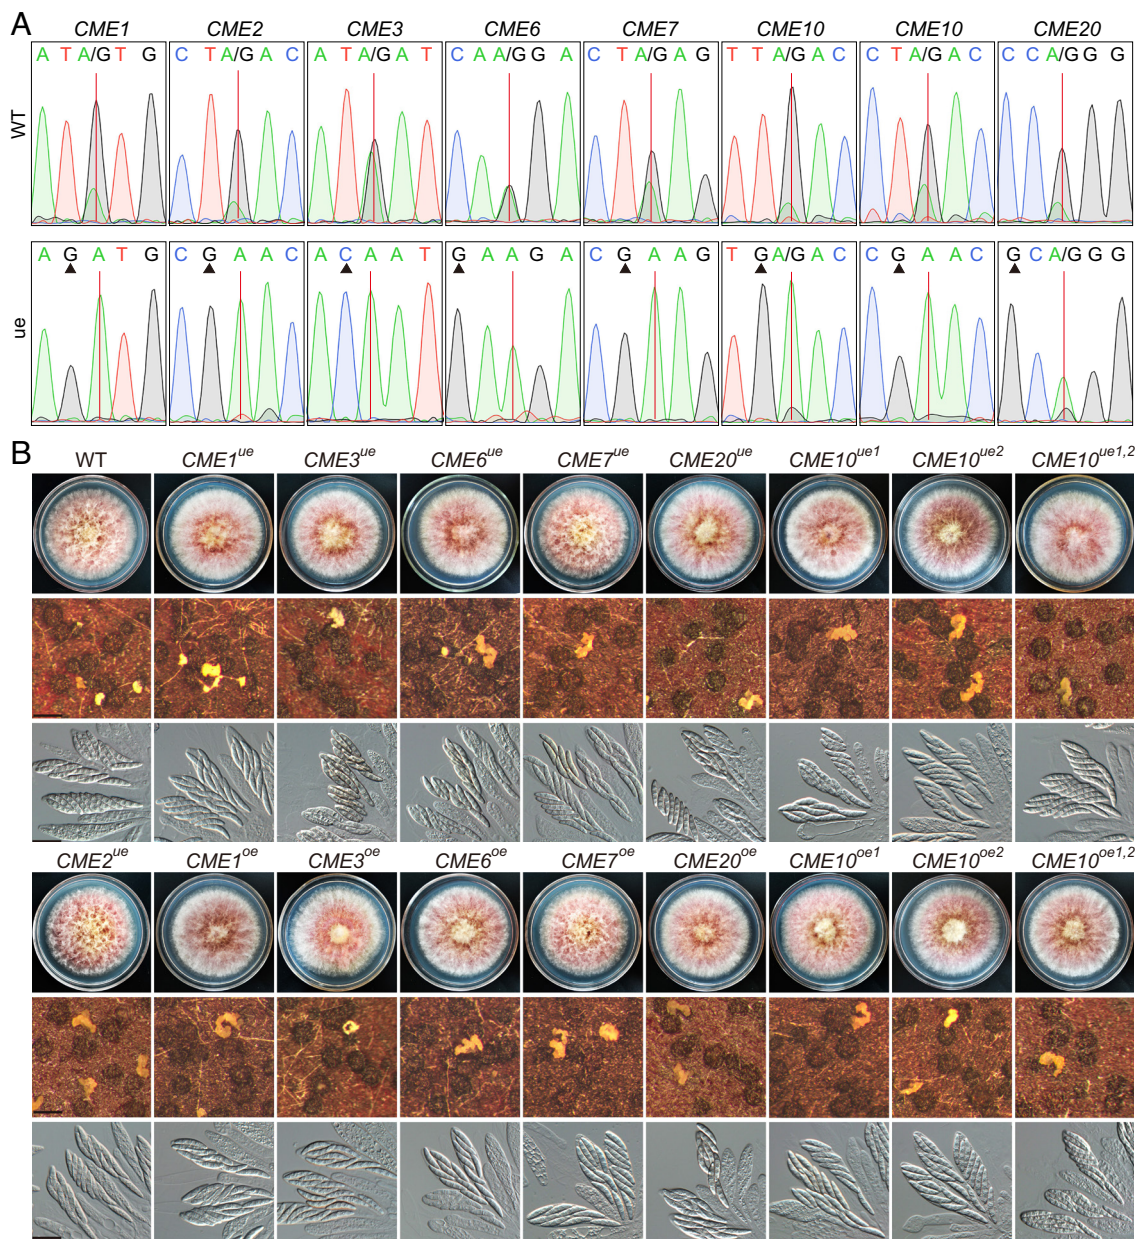 A
CME1 CME2 CME3 CME6 CME7 CME10 CME10 CME20
WT
A T A/G T G
C T A/G A C
A T A/G A T
C A A/G G A
C T A/G A G
T T A/G A C
C T A/G A C
C C A/G G G
ue
A G A T G
C G A A C
A C A A T
G A A G A
C G A A G
T G A/G A C
C G A A C
G C A/G G G
B
WT CME1ue CME3ue CME6ue CME7ue CME20ue CME10ue1 CME10ue2 CME10ue1,2
CME2ue CME1oe CME3oe CME6oe CME7oe CME20oe CME10oe1 CME10oe2 CME10oe1,2